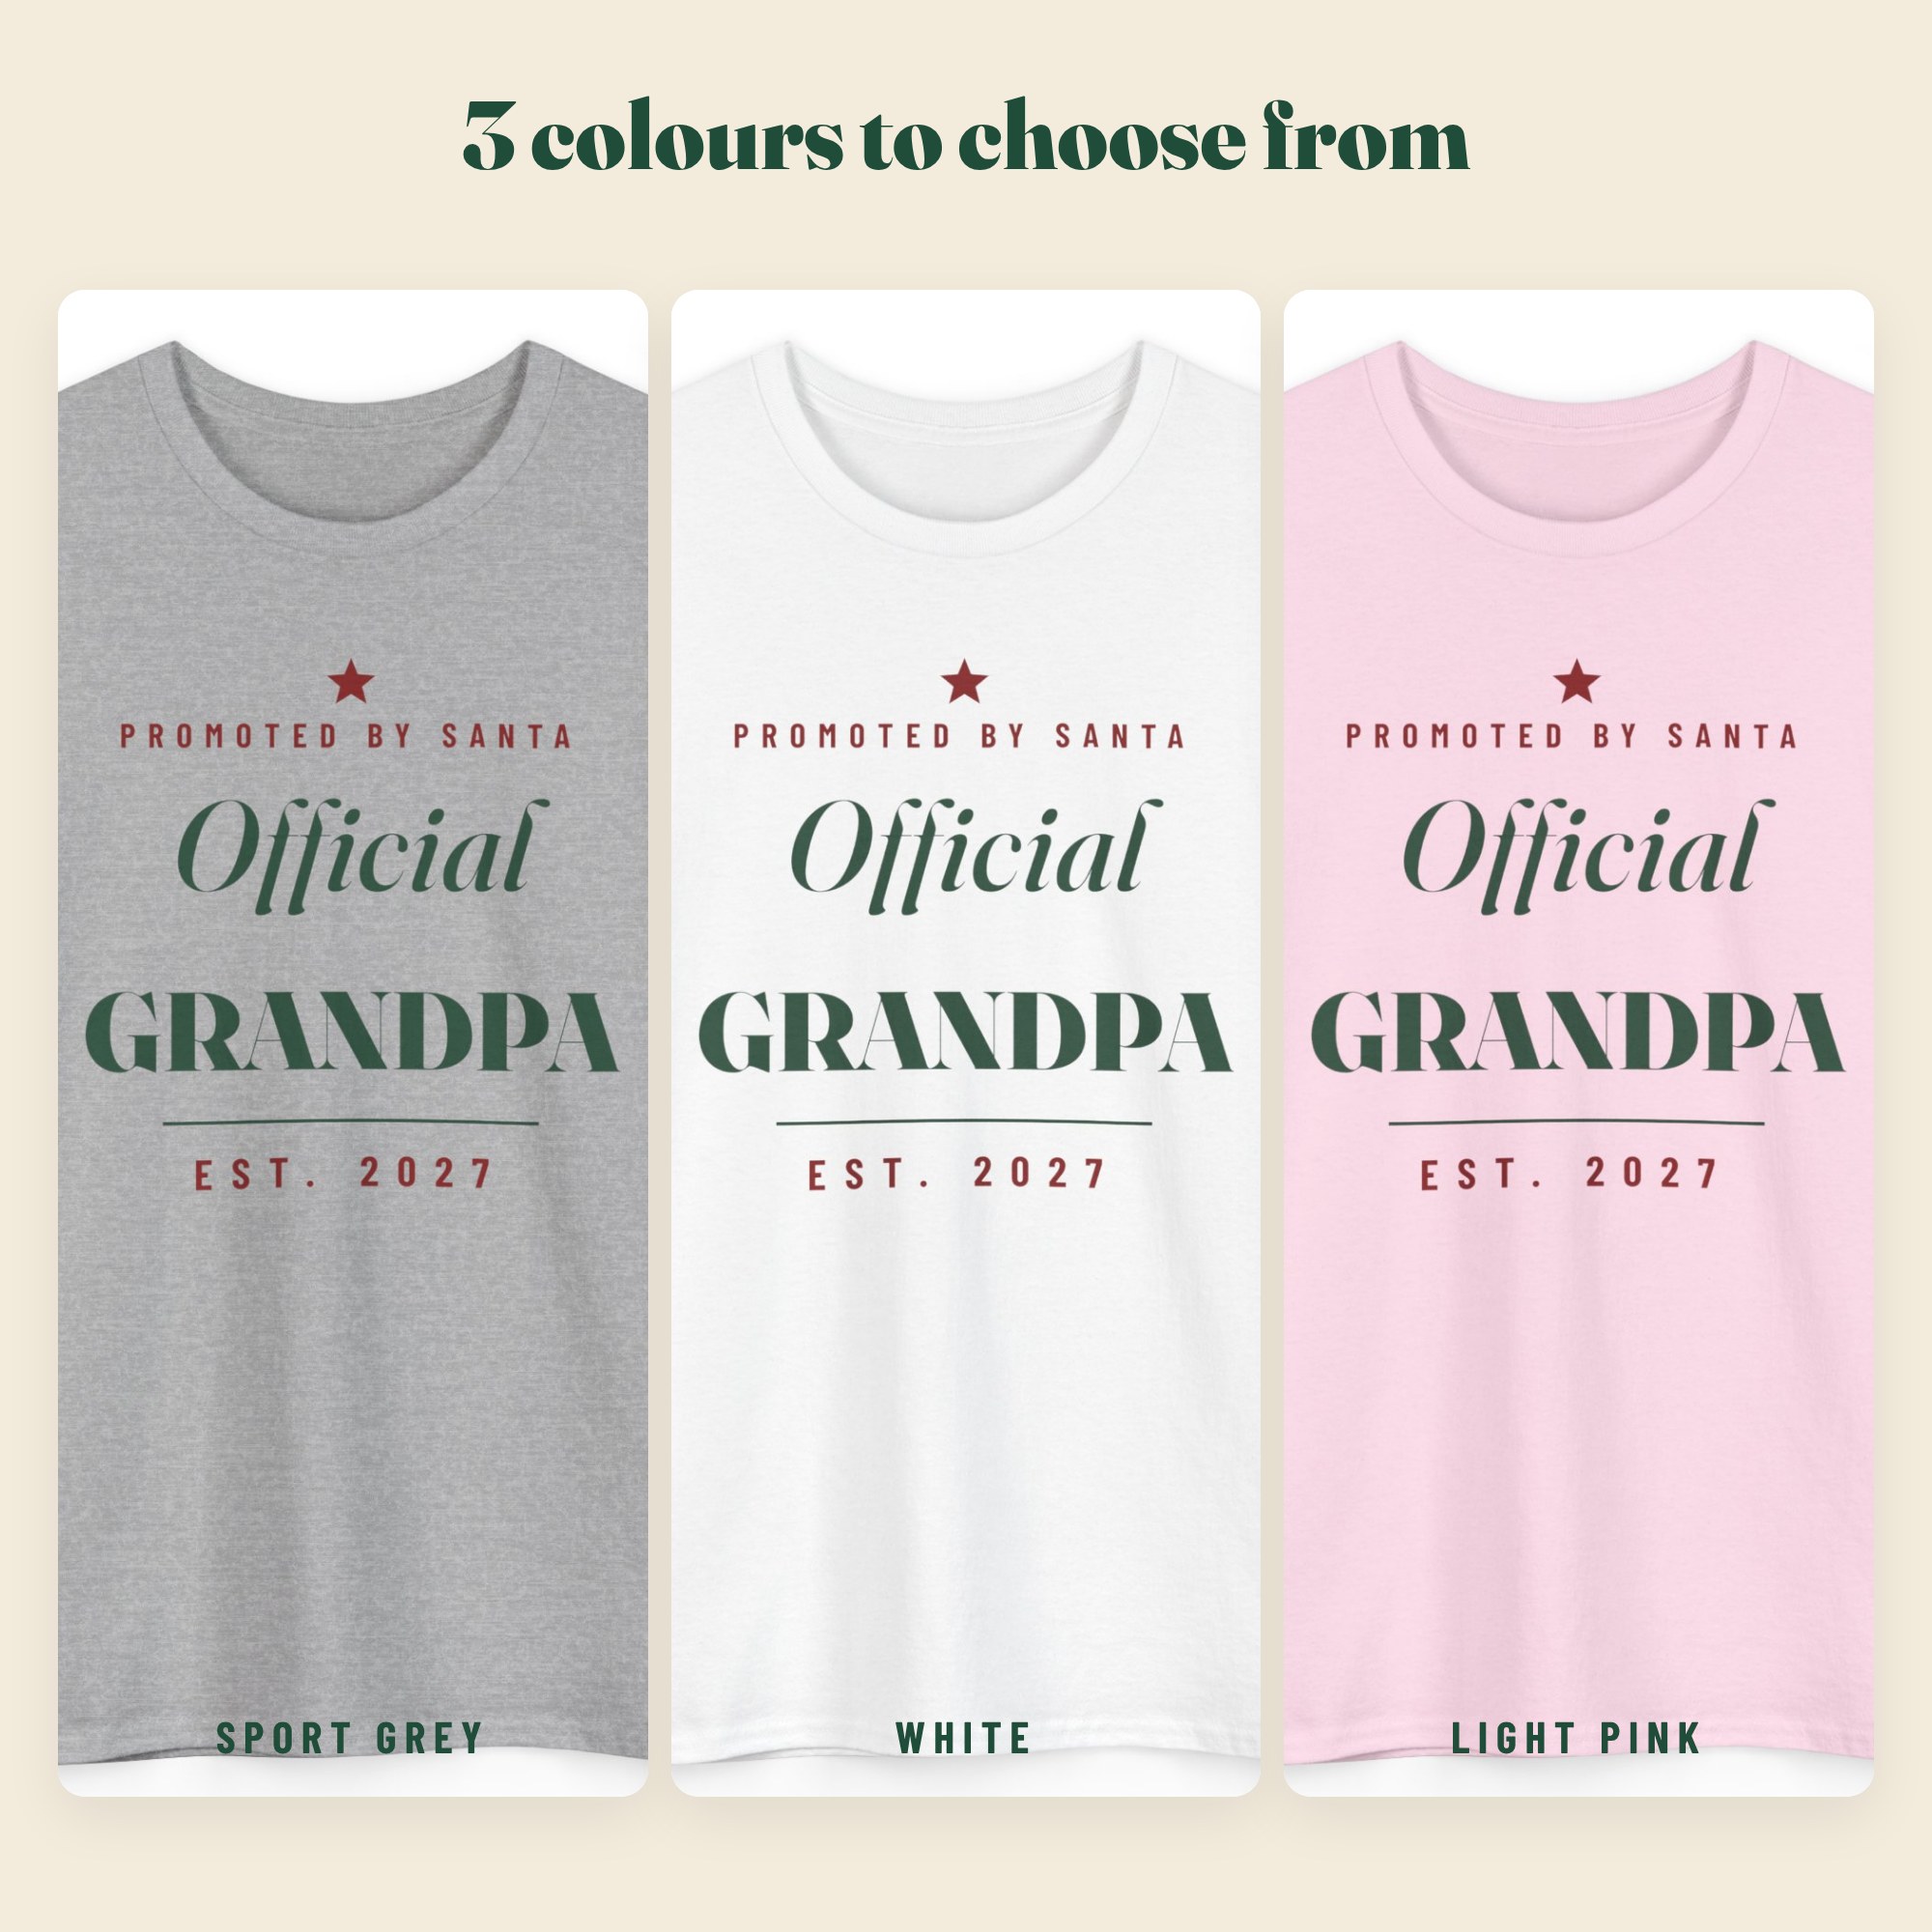 3 colours to choose from
PROMOTED BY SANTA
Official
GRANDPA
EST. 2027
SPORT GREY
PROMOTED BY SANTA
Official
GRANDPA
EST. 2027
WHITE
PROMOTED BY SANTA
Official
GRANDPA
EST. 2027
LIGHT PINK